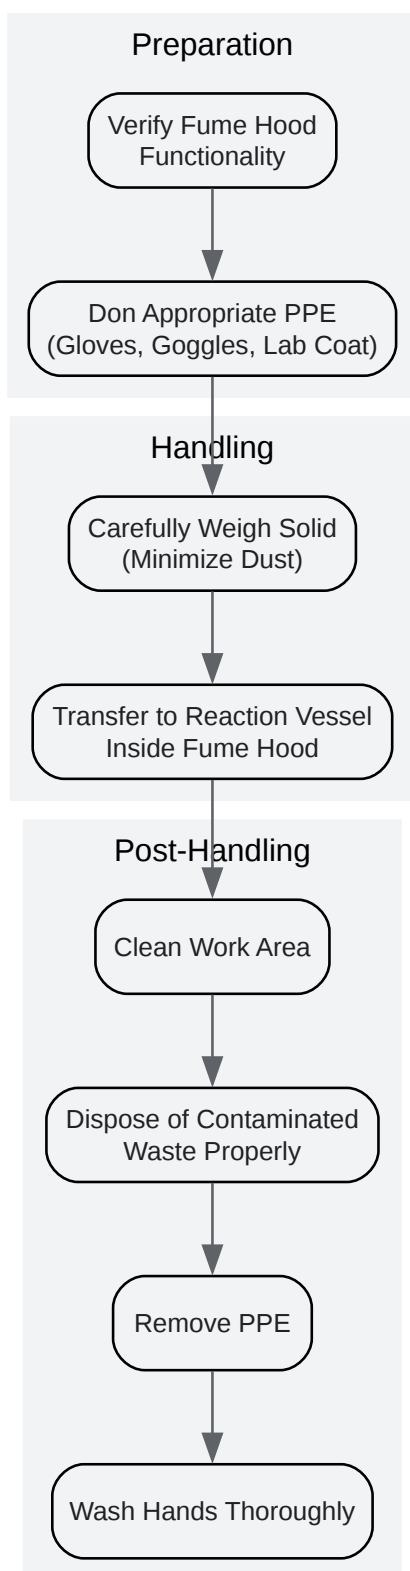 Preparation
Verify Fume Hood
Functionality
Don Appropriate PPE
(Gloves, Goggles, Lab Coat)
Handling
Carefully Weigh Solid
(Minimize Dust)
Transfer to Reaction Vessel
Inside Fume Hood
Post-Handling
Clean Work Area
Dispose of Contaminated
Waste Properly
Remove PPE
Wash Hands Thoroughly